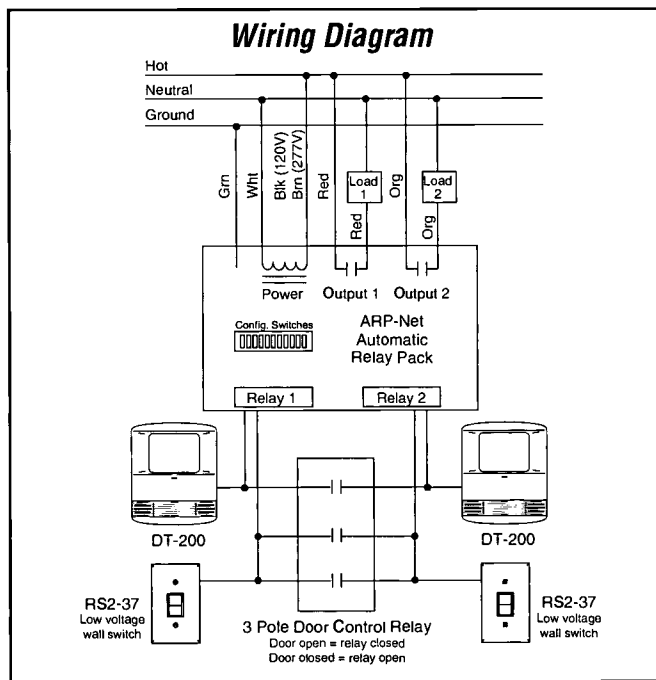 Wiring Diagram
Hot
Neutral
Ground
Grn
Wht
Blk (120V)
Brn (277V)
Red
Load
1
Red
Org
Load
2
Org
Power
Output 1
Output 2
Config. Switches
ARP-Net
Automatic
Relay Pack
Relay 1
Relay 2
DT-200
DT-200
RS2-37
Low voltage
wall switch
RS2-37
Low voltage
wall switch
3 Pote Door Control Relay
Door open = relay closed
Door olosed = relay open